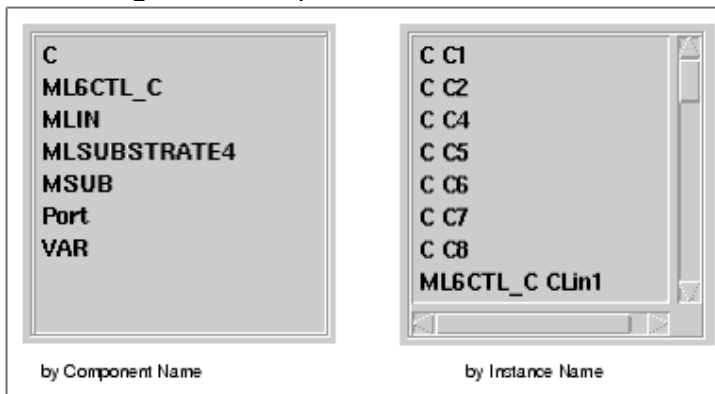 C
ML6CTL_C
MLIN
MLSUBSTRATE4
MSUB
Port
VAR
by Component Name
C C1
C C2
C C4
C C5
C C6
C C7
C C8
ML6CTL_C CLin1
by Instance Name